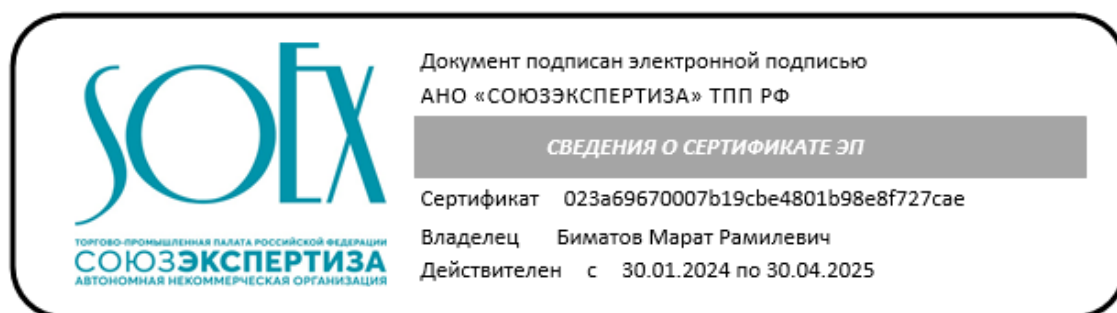 SOEX
ТОРГОВО-ПРОМЫШЛЕННАЯ ПАЛАТА РОССИЙСКОЙ ФЕДЕРАЦИИ
СОЮЗЭКСПЕРТИЗА
АВТОНОМНАЯ НЕКОММЕРЧЕСКАЯ ОРГАНИЗАЦИЯ
Документ подписан электронной подписью
АНО «СОЮЗЭКСПЕРТИЗА» ТПП РФ
СВЕДЕНИЯ О СЕРТИФИКАТЕ ЭП
Сертификат 023a69670007b19cbe4801b98e8f727cae
Владелец Биматов Марат Рамилевич
Действителен с 30.01.2024 по 30.04.2025